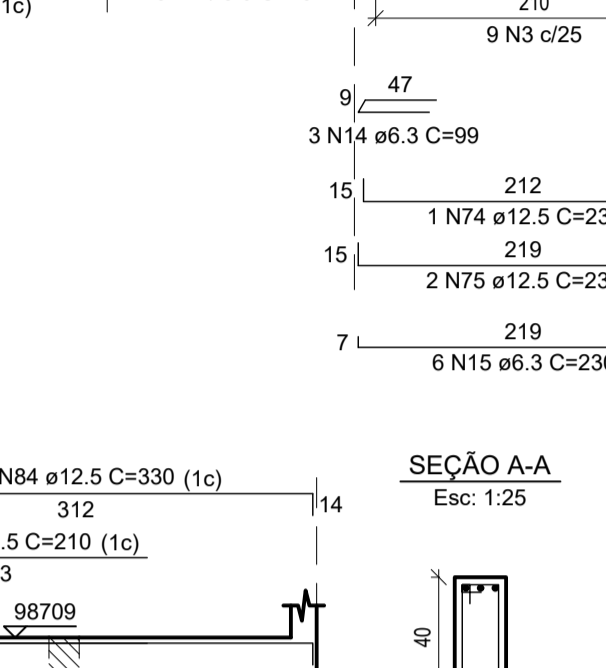 1c)
210
9 N3 c/25
9
47
3 N14 ø6.3 C=99
15
212
1 N74 ø12.5 C=23
15
219
2 N75 ø12.5 C=23
7
219
6 N15 ø6.3 C=230
N84 ø12.5 C=330 (1c)
312
14
.5 C=210 (1c)
3
98709
SEÇÃO A-A
Esc: 1:25
40